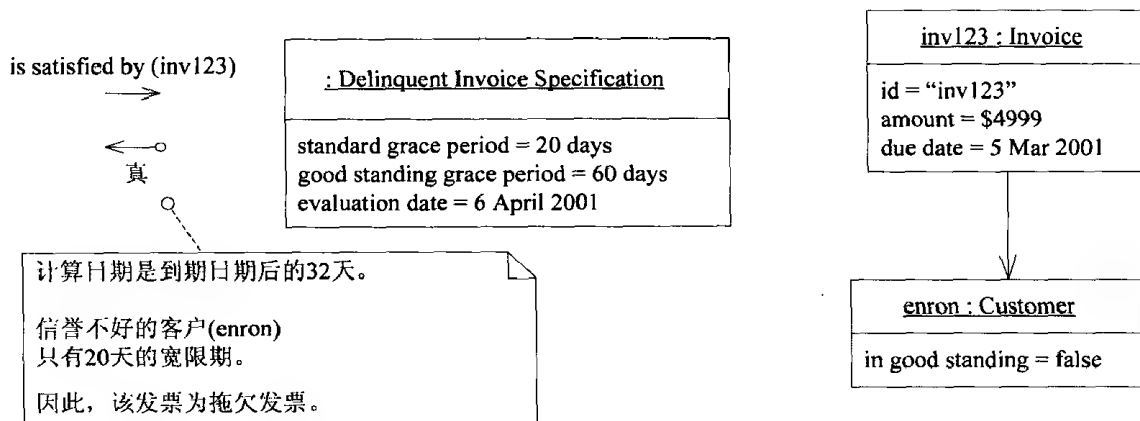 is satisfied by (inv123)
真
: Delinquent Invoice Specification
standard grace period = 20 days
good standing grace period = 60 days
evaluation date = 6 April 2001
计算日期是到期日期后的32天。
信誉不好的客户(enron)
只有20天的宽限期。
因此，该发票为拖欠发票。
inv123 : Invoice
id = “inv123”
amount = $4999
due date = 5 Mar 2001
enron : Customer
in good standing = false